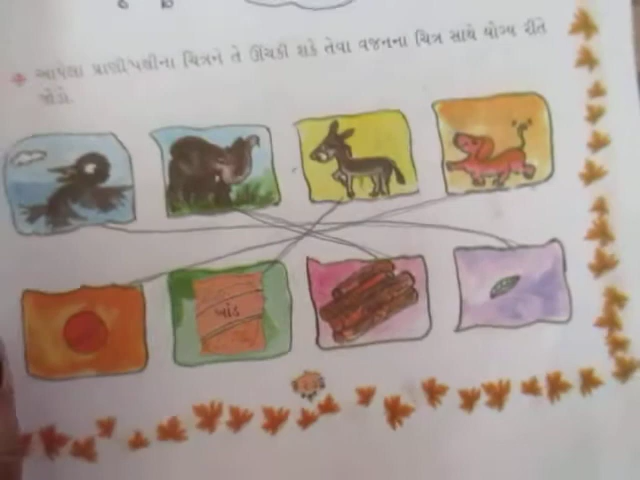 આપેલા પ્રાણી/પક્ષીના ચિત્રને તે ઊંચકી શકે તેવા વજનના ચિત્ર સાથે યોગ્ય રીતે
જોડો.
ખાંડ